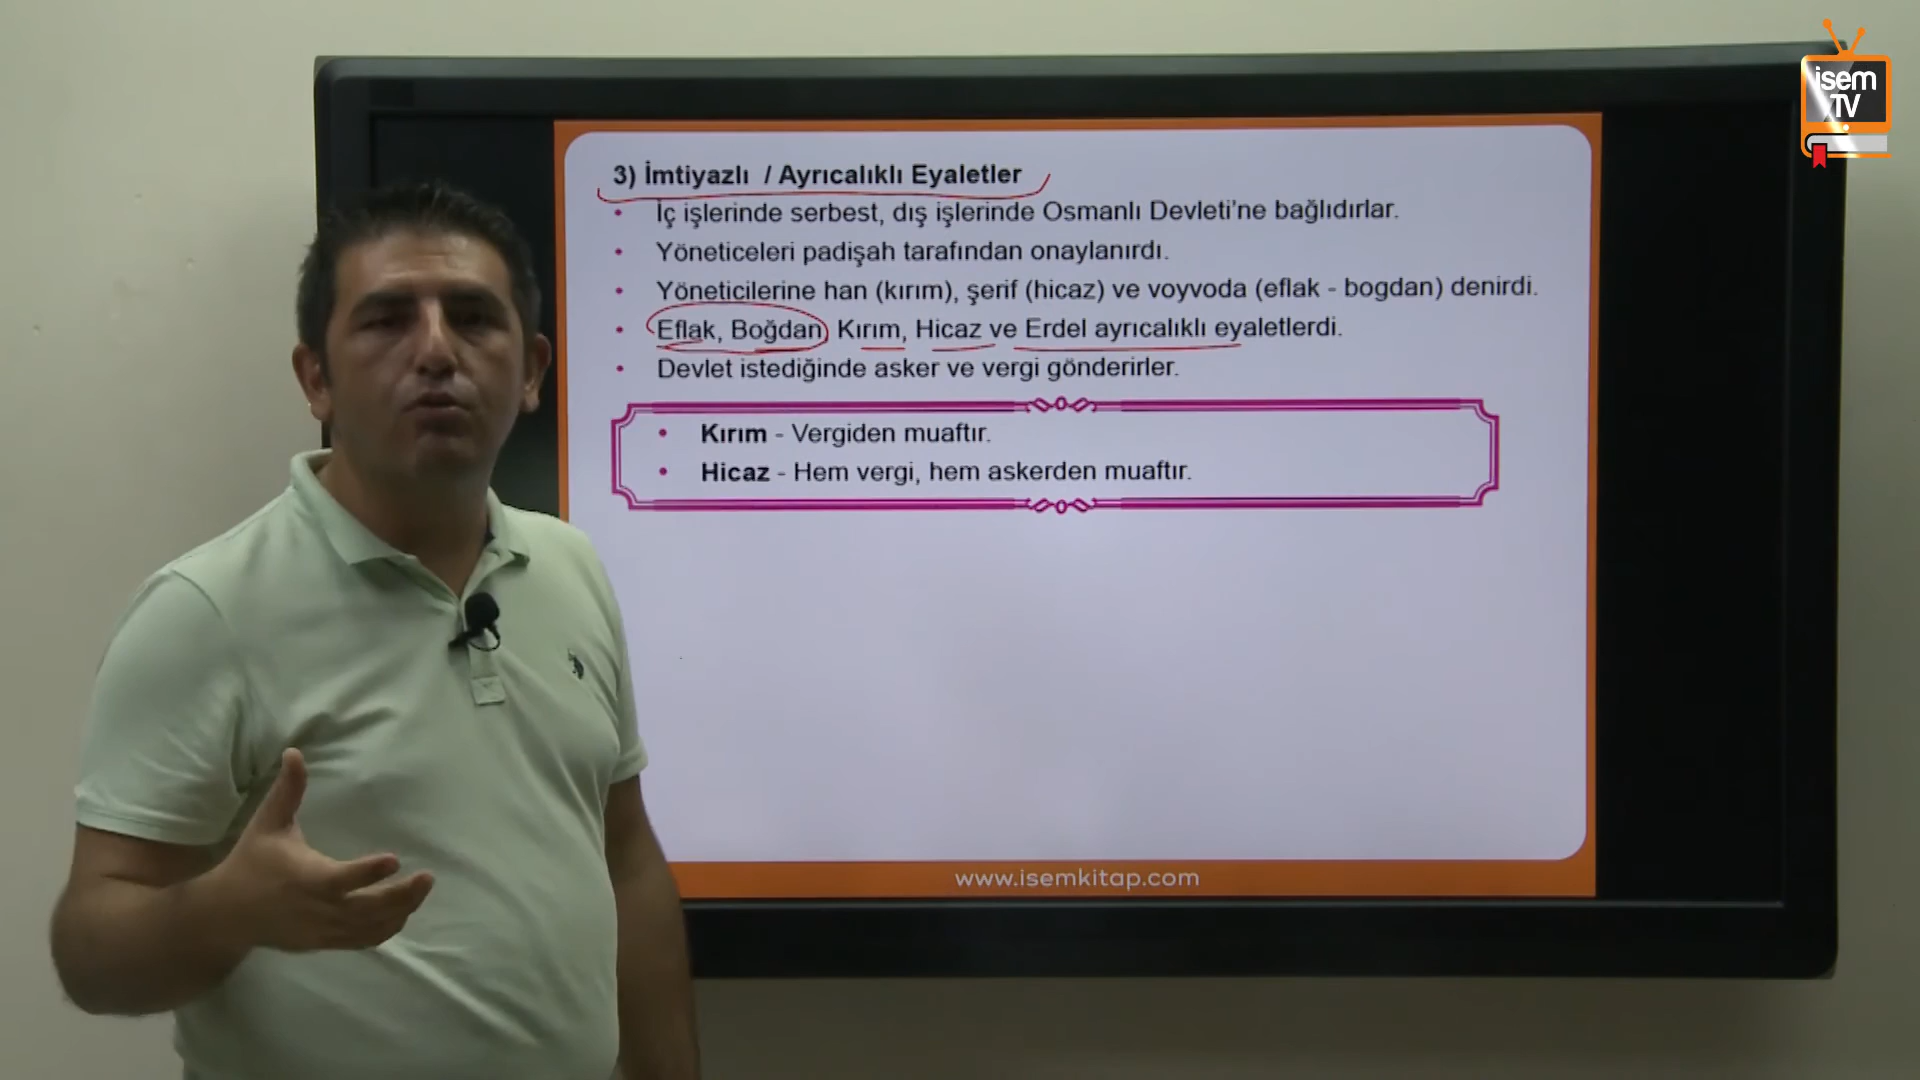 isem
TV
3) İmtiyazlı / Ayrıcalıklı Eyaletler
• İç işlerinde serbest, dış işlerinde Osmanlı Devleti'ne bağlıdırlar.
• Yöneticeleri padişah tarafından onaylanırdı.
• Yöneticilerine han (kırım), şerif (hicaz) ve voyvoda (eflak - bogdan) denirdi.
• Eflak, Boğdan, Kırım, Hicaz ve Erdel ayrıcalıklı eyaletlerdi.
• Devlet istediğinde asker ve vergi gönderirler.
• Kırım - Vergiden muaftır.
• Hicaz - Hem vergi, hem askerden muaftır.
www.isemkitap.com